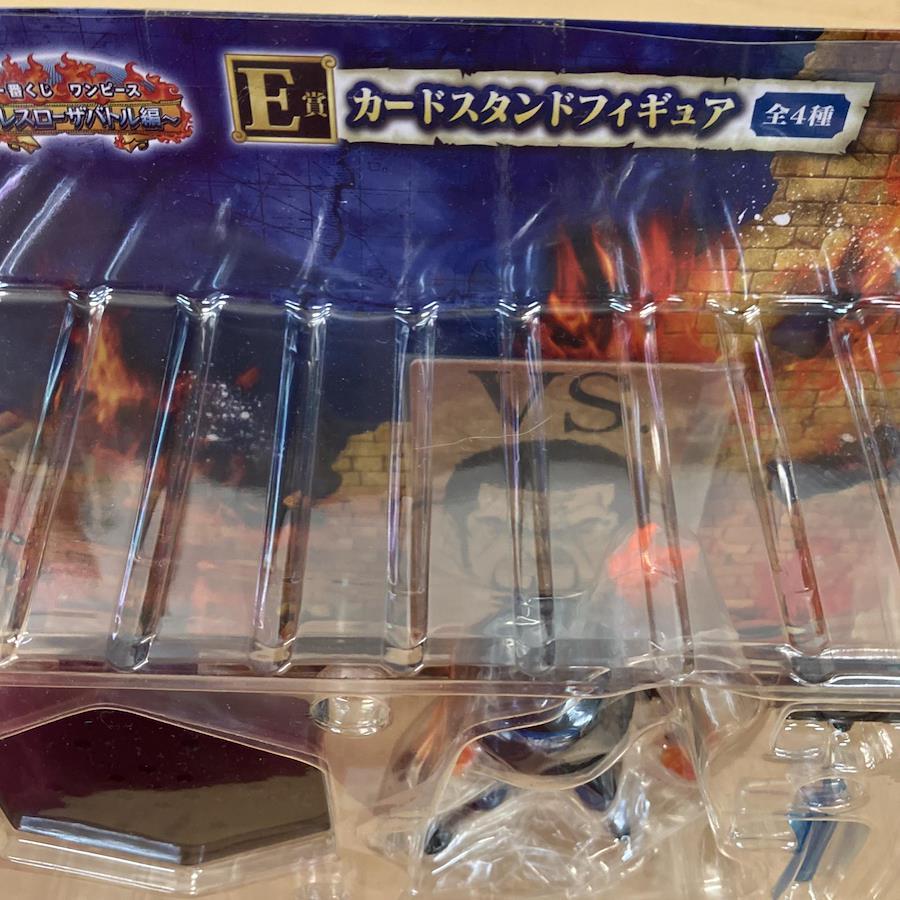 一番くじ ワンピース
レスローザバトル編～
E賞
カードスタンドフィギュア
全4種
VS.